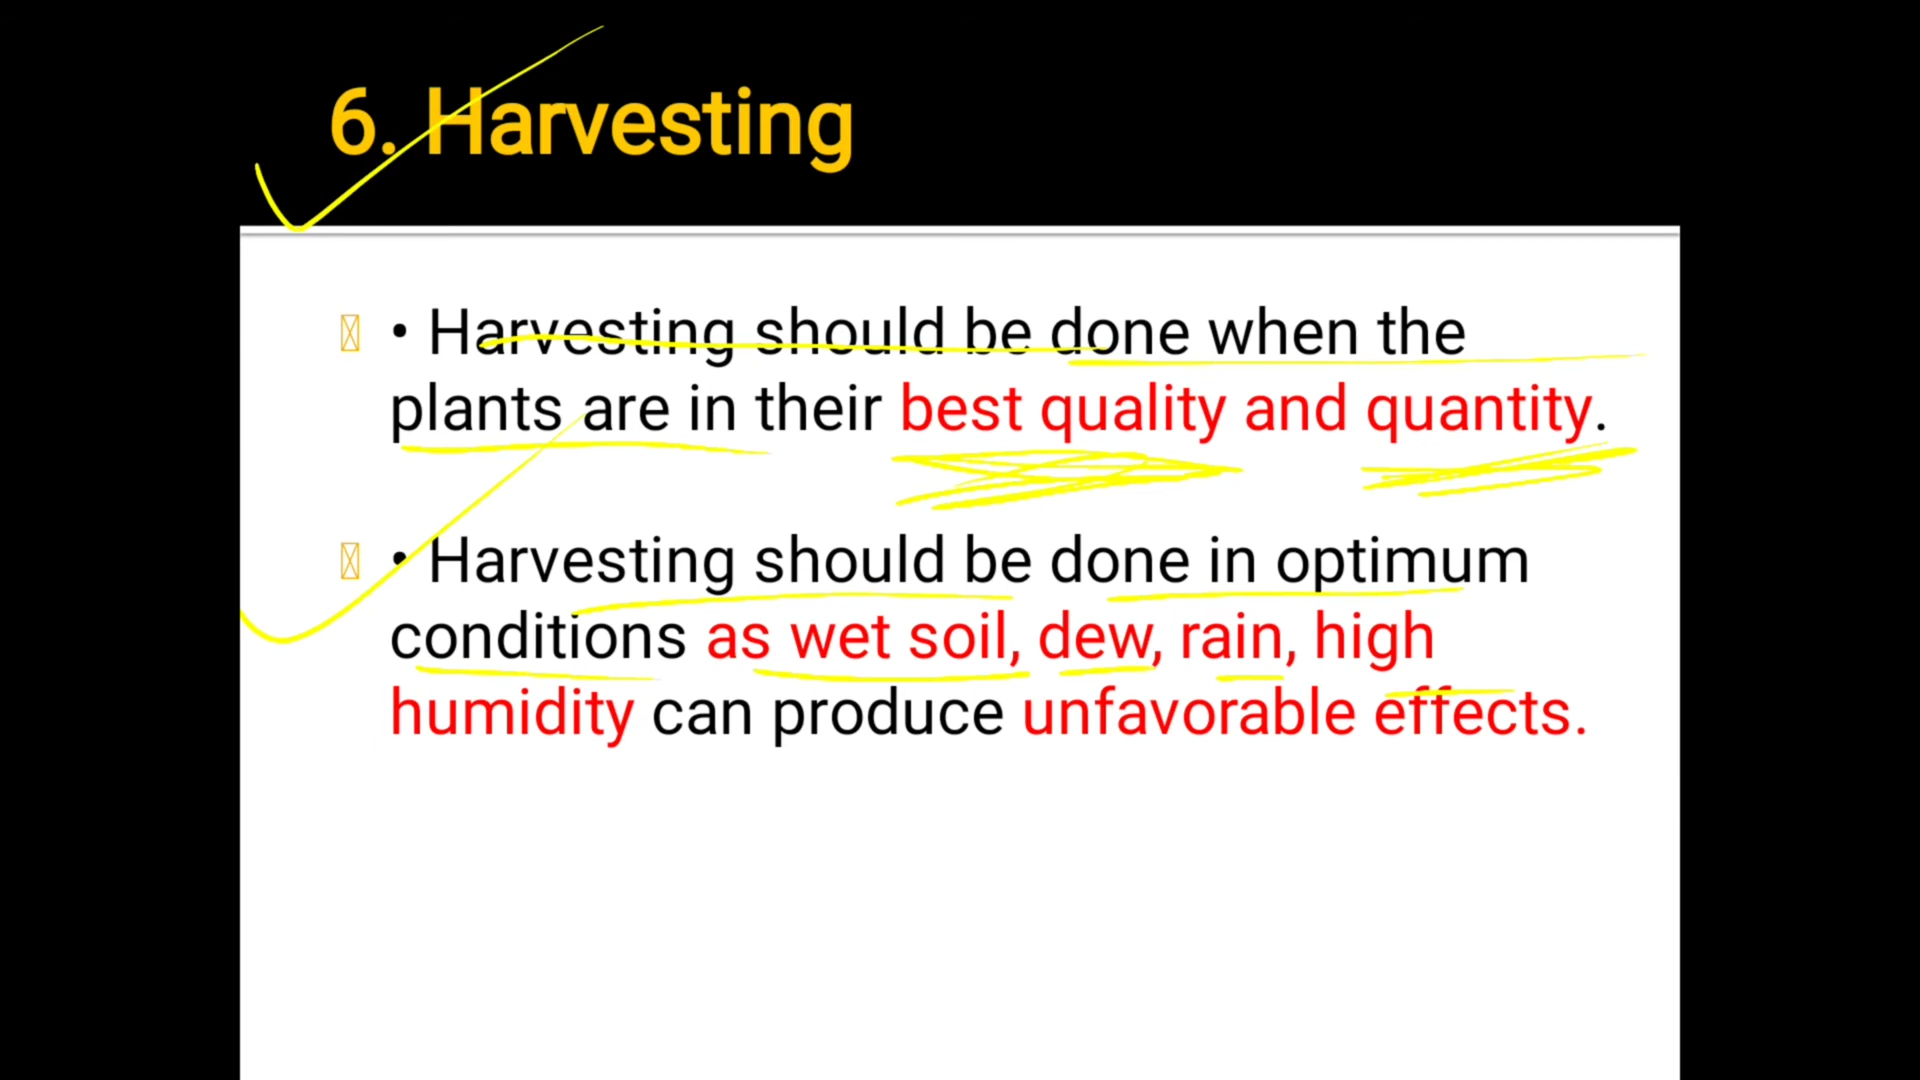 6. Harvesting
• Harvesting should be done when the
plants are in their best quality and quantity.
• Harvesting should be done in optimum
conditions as wet soil, dew, rain, high
humidity can produce unfavorable effects.